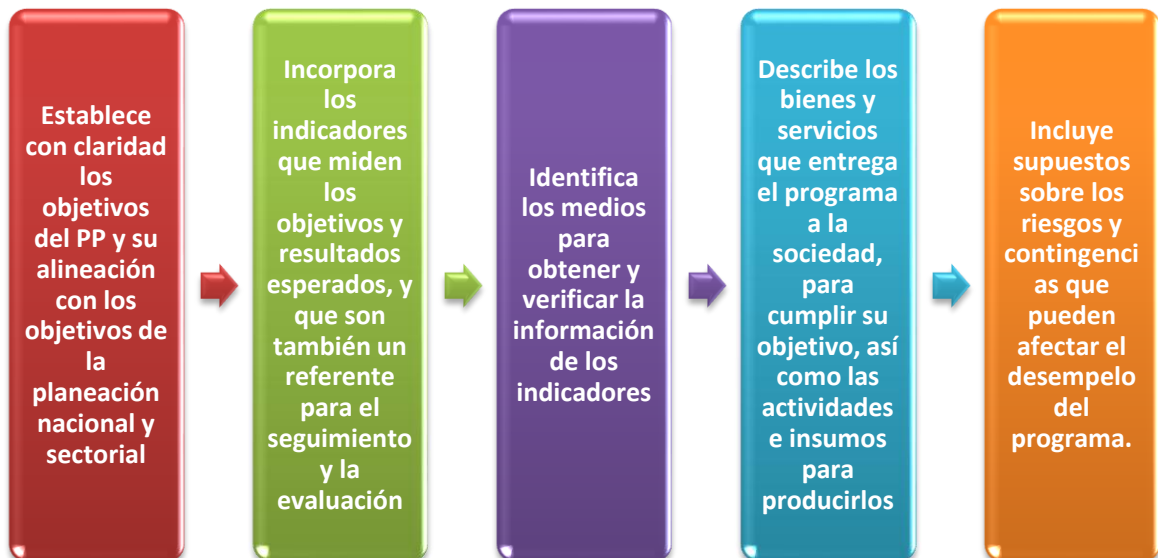 Establece
con claridad
los
objetivos
del PP y su
alineación
con los
objetivos de
la
planeación
nacional y
sectorial
Incorpora
los
indicadores
que miden
los
objetivos y
resultados
esperados, y
que son
también un
referente
para el
seguimiento
y la
evaluación
Identifica
los medios
para
obtener y
verificar la
información
de los
indicadores
Describe los
bienes y
servicios
que entrega
el programa
a la
sociedad,
para
cumplir su
objetivo, así
como las
actividades
e insumos
para
producirlos
Incluye
supuestos
sobre los
riesgos y
contingenci
as que
pueden
afectar el
desempelo
del
programa.